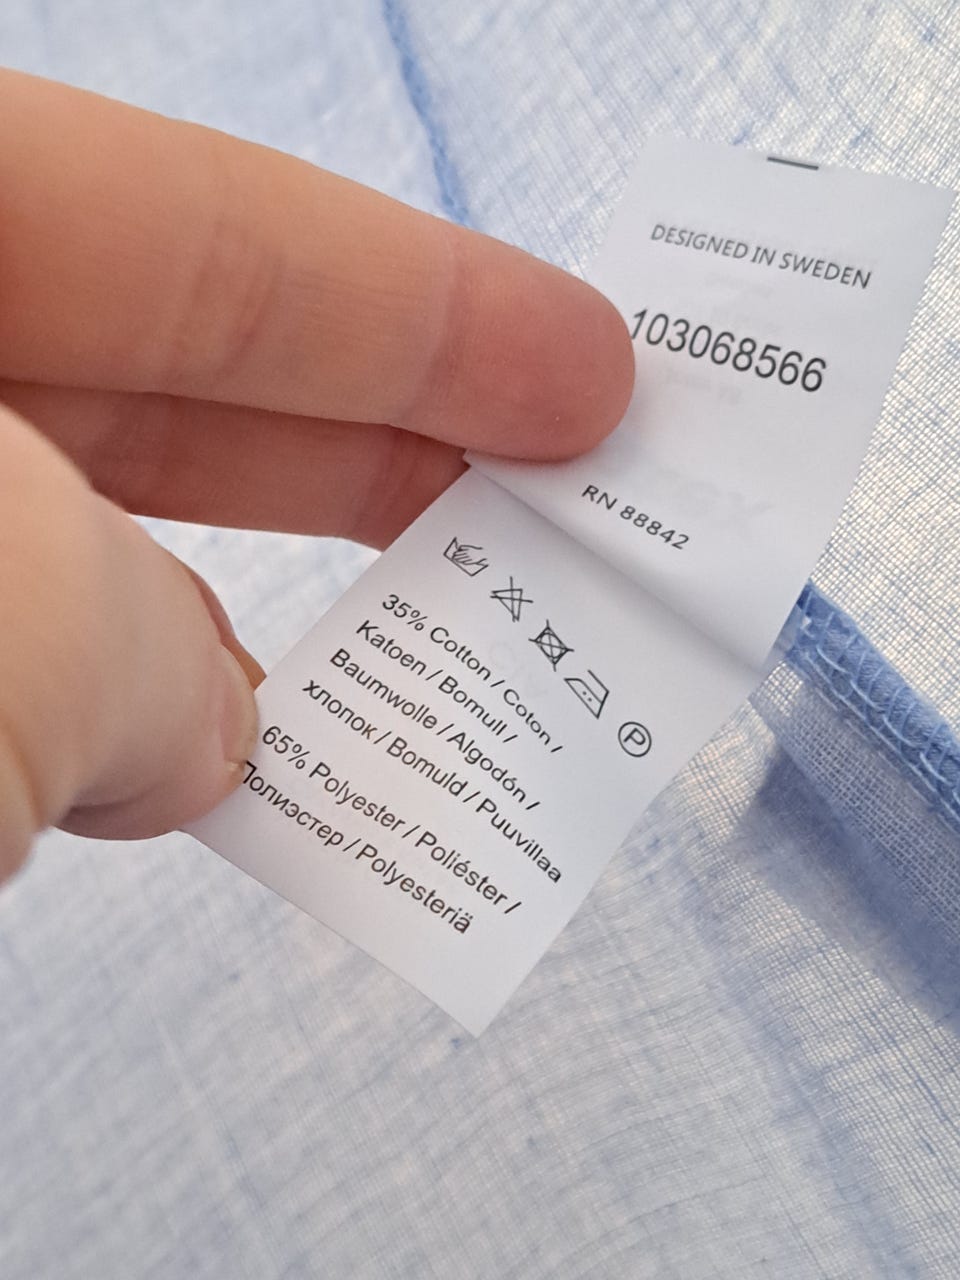 DESIGNED IN SWEDEN
103068566
RN 88842
P
35% Cotton / Coton /
Katoen / Bomull /
Baumwolle / Algodón /
хлопок / Bomuld / Puuvillaa
65% Polyester / Poliéster /
Полиэстер / Polyesteriä